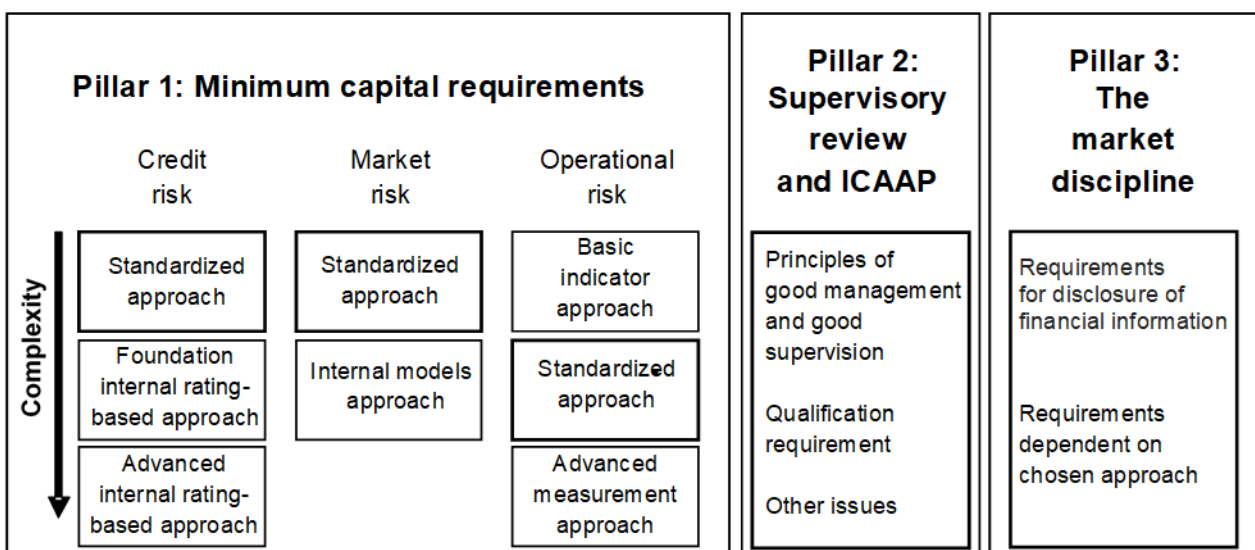 Pillar 1: Minimum capital requirements
Credit
risk
Market
risk
Operational
risk
Complexity
Standardized
approach
Foundation
internal rating-
based approach
Advanced
internal rating-
based approach
Standardized
approach
Internal models
approach
Basic
indicator
approach
Standardized
approach
Advanced
measurement
approach
Pillar 2:
Supervisory
review
and ICAAP
Principles of
good management
and good
supervision
Qualification
requirement
Other issues
Pillar 3:
The
market
discipline
Requirements
for disclosure of
financial information
Requirements
dependent on
chosen approach